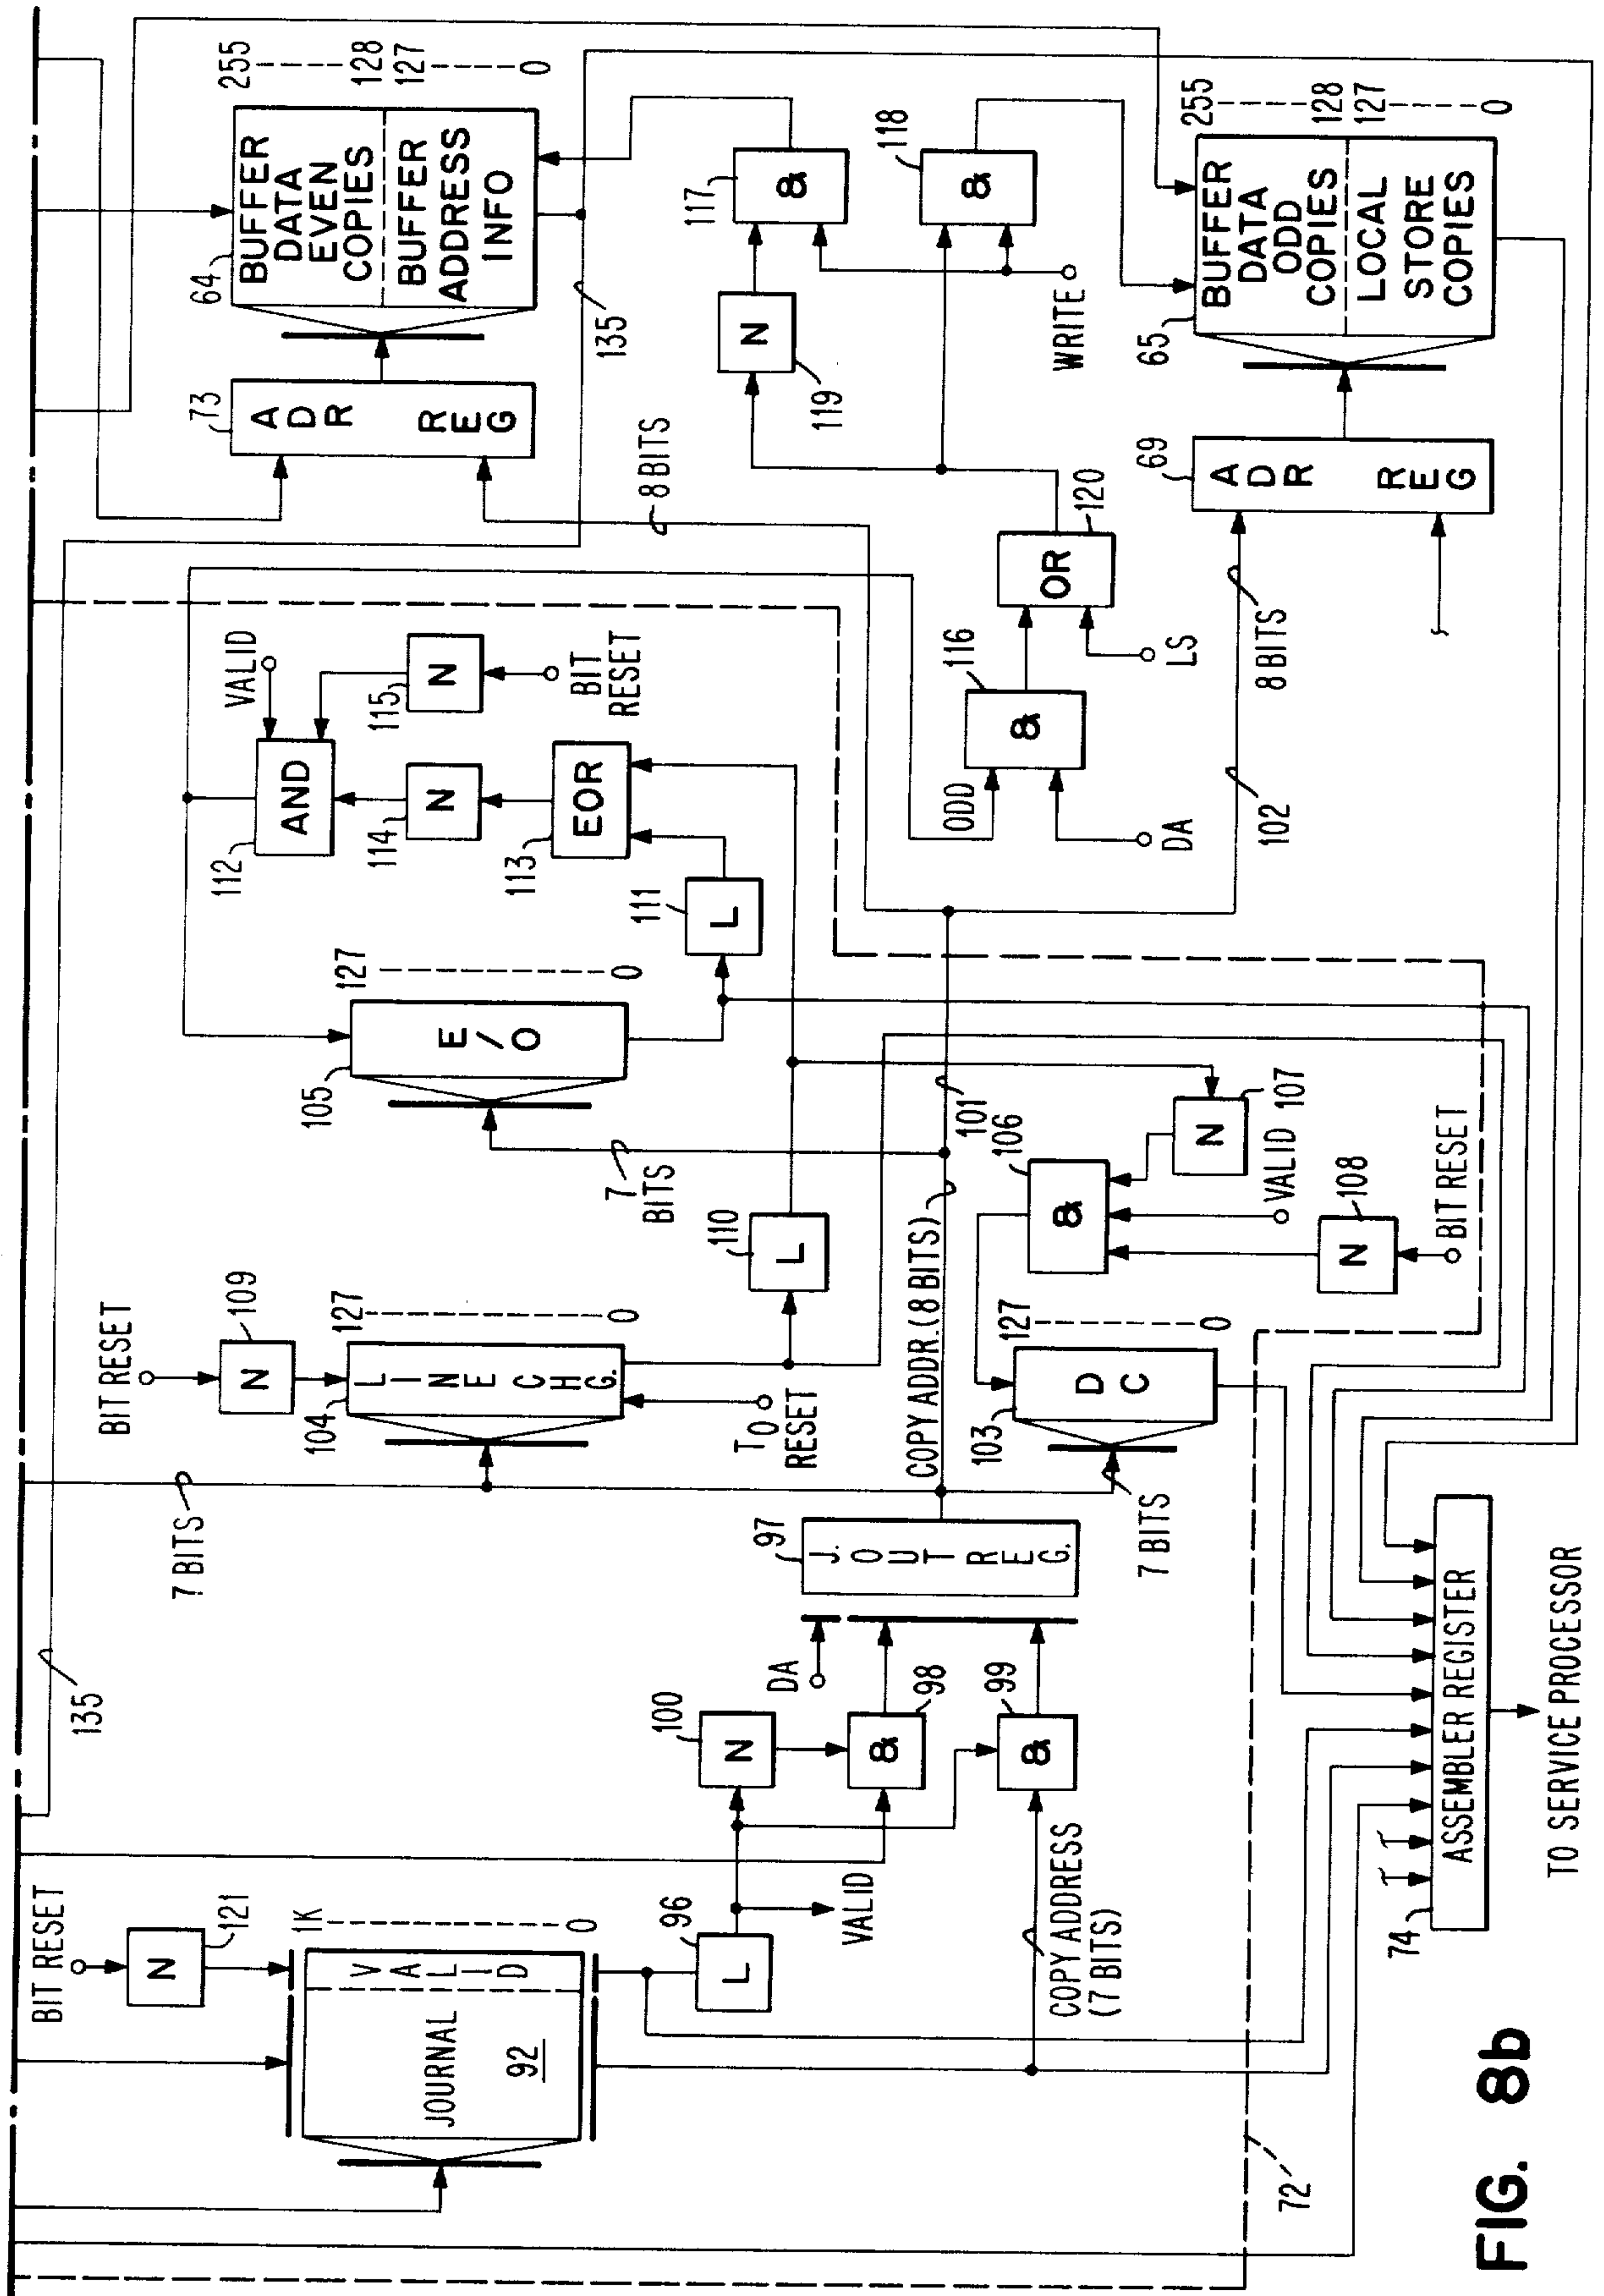 BIT RESET
N
121
1K
0
VALID
JOURNAL
92
L
96
VALID
COPY ADDRESS
(7 BITS)
N
100
&
98
&
99
DA
J. OUT REG.
97
135
7 BITS
BIT RESET
N
109
LINE CHG.
104
127
0
T0
RESET
L
110
COPY ADDR. (8 BITS)
101
7
BITS
E/O
105
127
0
L
111
EOR
113
N
114
AND
112
VALID
N
115
BIT
RESET
DC
103
127
0
7 BITS
&
106
N
107
VALID
N
108
BIT RESET
72
ADR REG
73
BUFFER
DATA
EVEN
COPIES
BUFFER
ADDRESS
INFO
64
255
128
127
0
135
8 BITS
ODD
DA
&
116
OR
120
LS
N
119
&
117
&
118
WRITE
102
8 BITS
ADR REG
69
BUFFER
DATA
ODD
COPIES
LOCAL
STORE
COPIES
65
255
128
127
0
ASSEMBLER REGISTER
74
TO SERVICE PROCESSOR
FIG. 8b